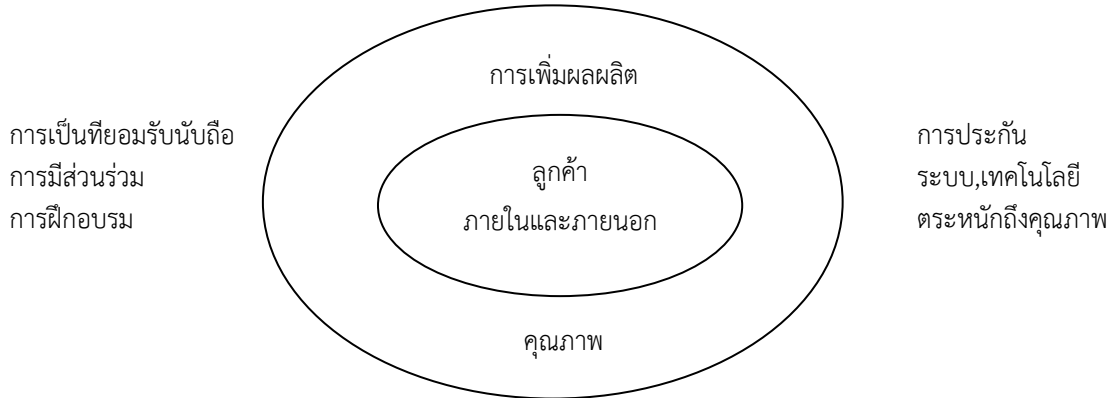 การเพิ่มผลผลิต
การเป็นทียอมรับนับถือ
การมีส่วนร่วม
การฝึกอบรม
ลูกค้า
ภายในและภายนอก
การประกัน
ระบบ,เทคโนโลยี
ตระหนักถึงคุณภาพ
คุณภาพ